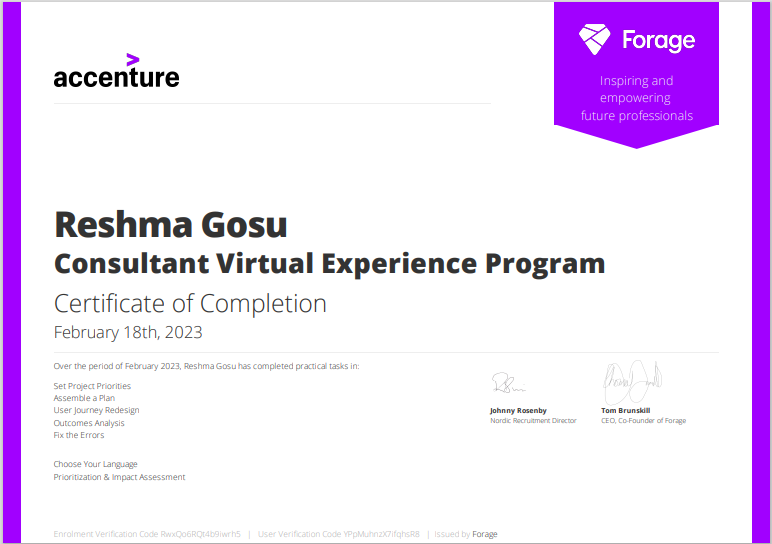 accenture
Forage
Inspiring and
empowering
future professionals
Reshma Gosu
Consultant Virtual Experience Program
Certificate of Completion
February 18th, 2023
Over the period of February 2023, Reshma Gosu has completed practical tasks in:
Set Project Priorities
Assemble a Plan
User Journey Redesign
Outcomes Analysis
Fix the Errors
Choose Your Language
Prioritization & Impact Assessment
Johnny Rosenby
Nordic Recruitment Director
Tom Brunskill
CEO, Co-Founder of Forage
Enrolment Verification Code RwxQo6RQt4b9iwrh5 | User Verification Code YPpMuhnzX7ifqhsR8 | Issued by Forage